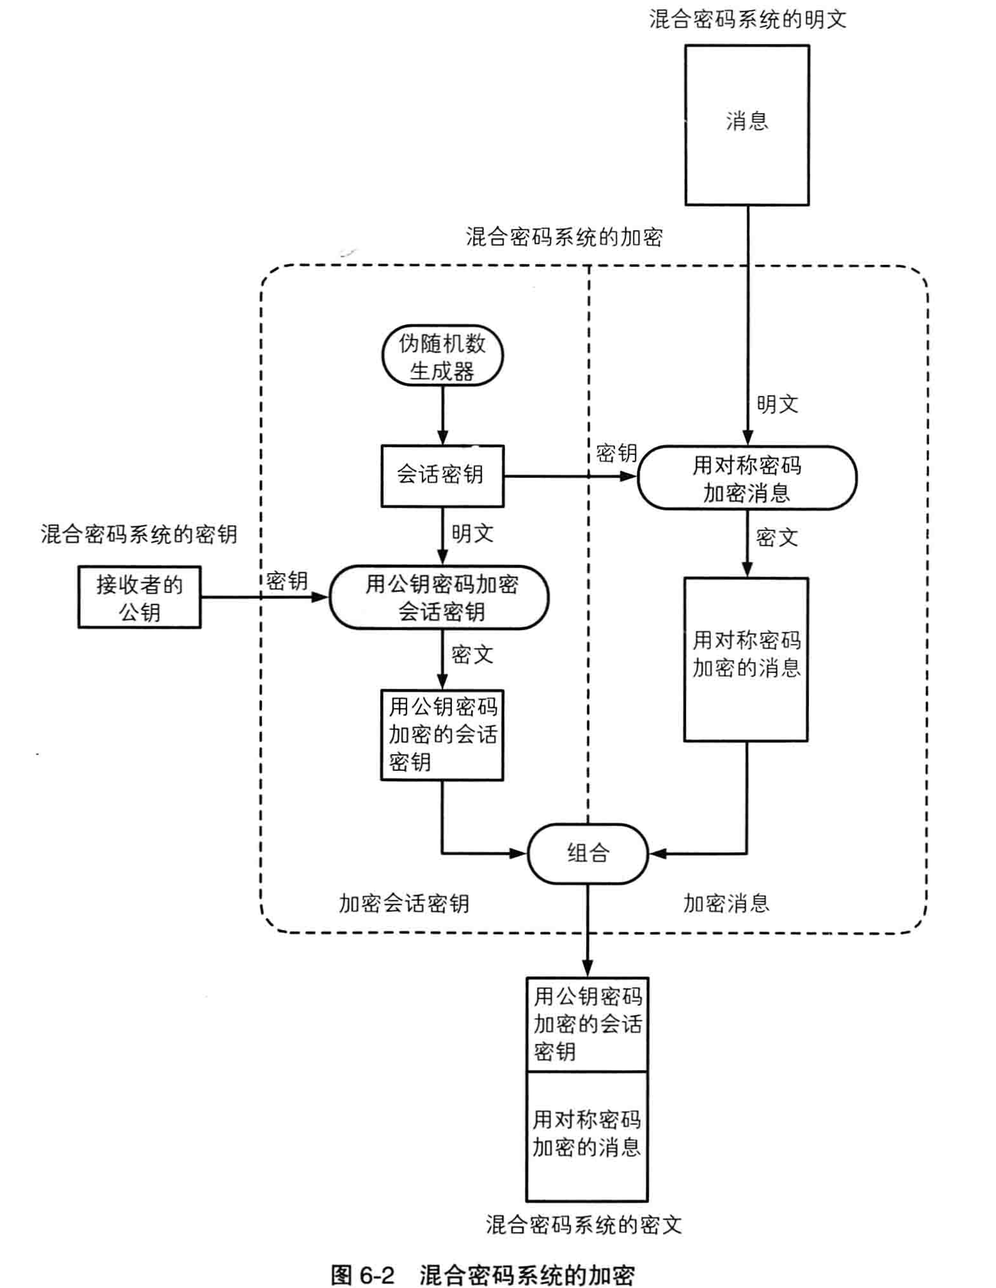 混合密码系统的明文
消息
混合密码系统的加密
伪随机数
生成器
明文
会话密钥
密钥
用对称密码
加密消息
混合密码系统的密钥
明文
密文
接收者的
公钥
密钥
用公钥密码加密
会话密钥
密文
用对称密码
加密的消息
用公钥密码
加密的会话
密钥
组合
加密会话密钥
加密消息
用公钥密码
加密的会话
密钥
用对称密码
加密的消息
混合密码系统的密文
图 6-2 混合密码系统的加密